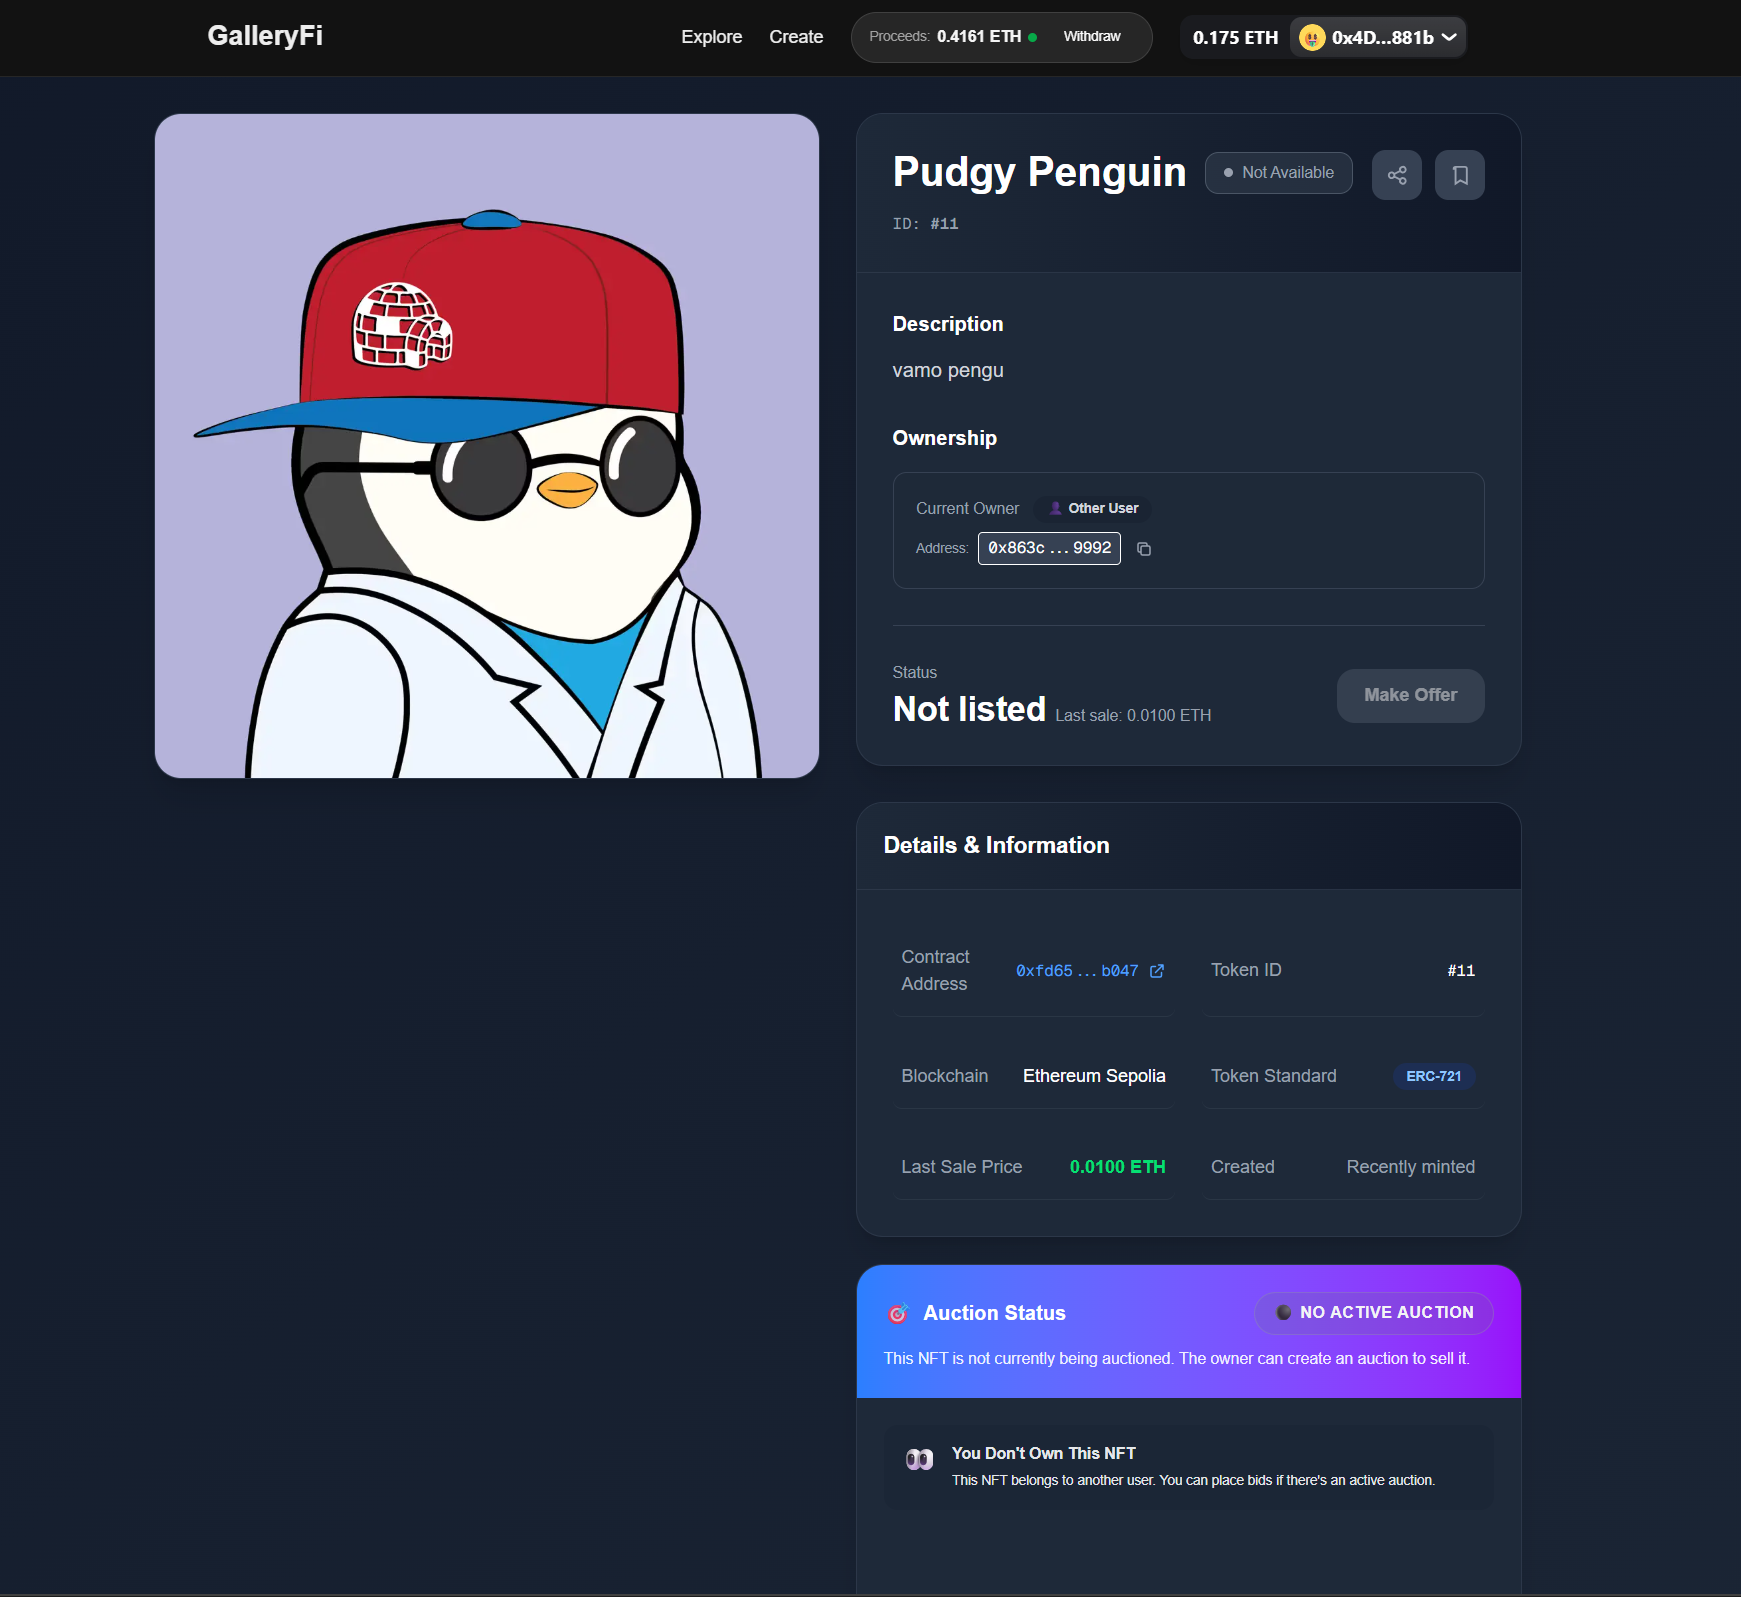 GalleryFi
Explore Create Proceeds: 0.4161 ETH Withdraw 0.175 ETH 0x4D...881b
Pudgy Penguin Not Available
ID: #11
Description
vamo pengu
Ownership
Current Owner Other User
Address: 0x863c...9992
Status
Not listed Last sale: 0.0100 ETH
Make Offer
Details & Information
Contract
Address
0xfd65...b047
Token ID #11
Blockchain Ethereum Sepolia
Token Standard ERC-721
Last Sale Price 0.0100 ETH
Created Recently minted
Auction Status NO ACTIVE AUCTION
This NFT is not currently being auctioned. The owner can create an auction to sell it.
You Don't Own This NFT
This NFT belongs to another user. You can place bids if there's an active auction.